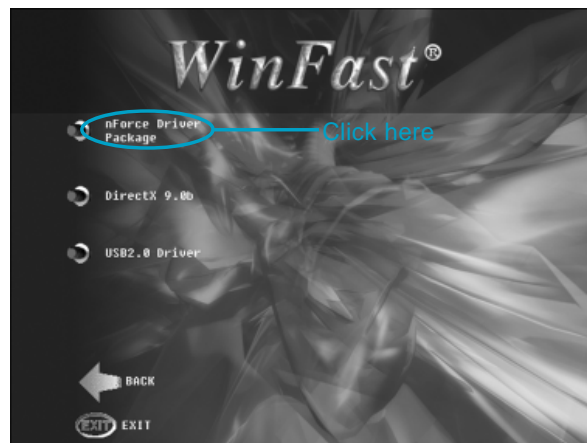 WinFast®
nForce Driver
Package
Click here
DirectX 9.0b
USB2.0 Driver
BACK
EXIT EXIT